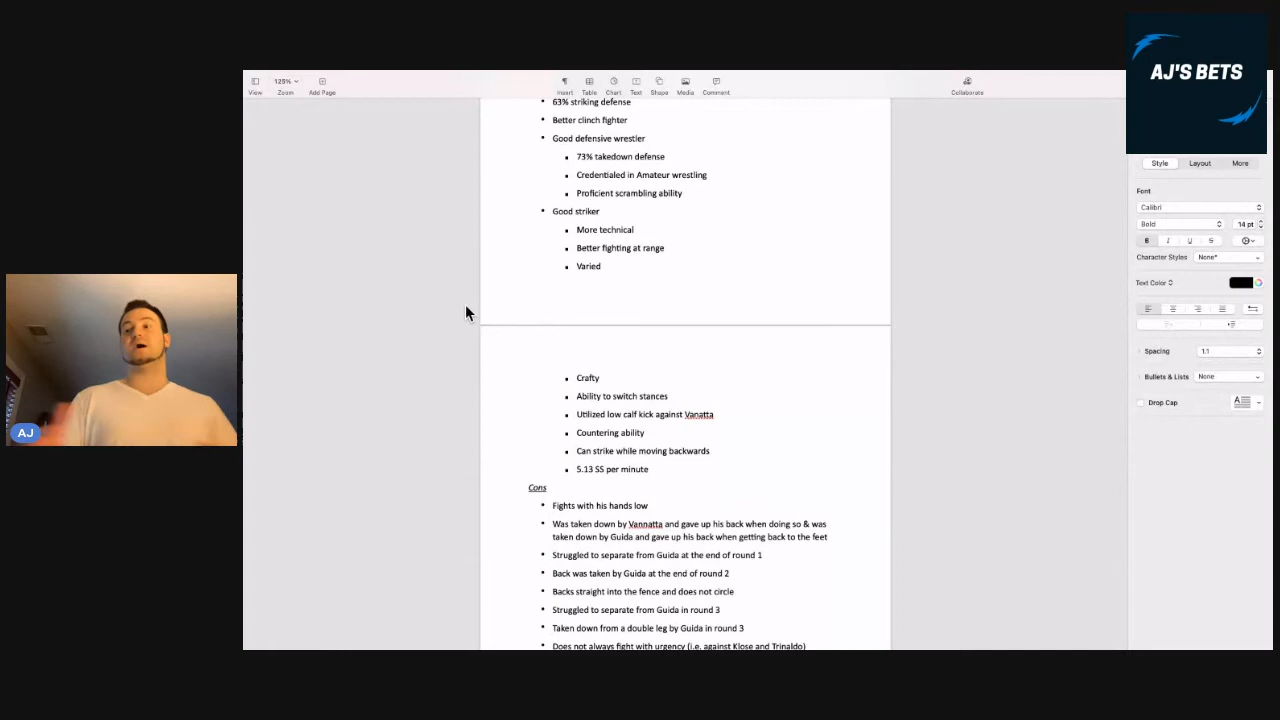 AJ'S BETS
125%
View
Zoom
Add Page
Insert
Table
Chart
Text
Shape
Media
Comment
Collaborate
• 63% striking defense
• Better clinch fighter
• Good defensive wrestler
▪ 73% takedown defense
▪ Credentialed in Amateur wrestling
▪ Proficient scrambling ability
• Good striker
▪ More technical
▪ Better fighting at range
▪ Varied
▪ Crafty
▪ Ability to switch stances
▪ Utilized low calf kick against Vanatta
▪ Countering ability
▪ Can strike while moving backwards
▪ 5.13 SS per minute
Cons
• Fights with his hands low
• Was taken down by Vannatta and gave up his back when doing so & was
taken down by Guida and gave up his back when getting back to the feet
• Struggled to separate from Guida at the end of round 1
• Back was taken by Guida at the end of round 2
• Backs straight into the fence and does not circle
• Struggled to separate from Guida in round 3
• Taken down from a double leg by Guida in round 3
• Does not always fight with urgency (i.e. against Klose and Trinaldo)
Style Layout More
Font
Calibri
Bold 14 pt
B I U S
Character Styles None*
Text Color
Spacing 1.1
Bullets & Lists None
Drop Cap
AJ